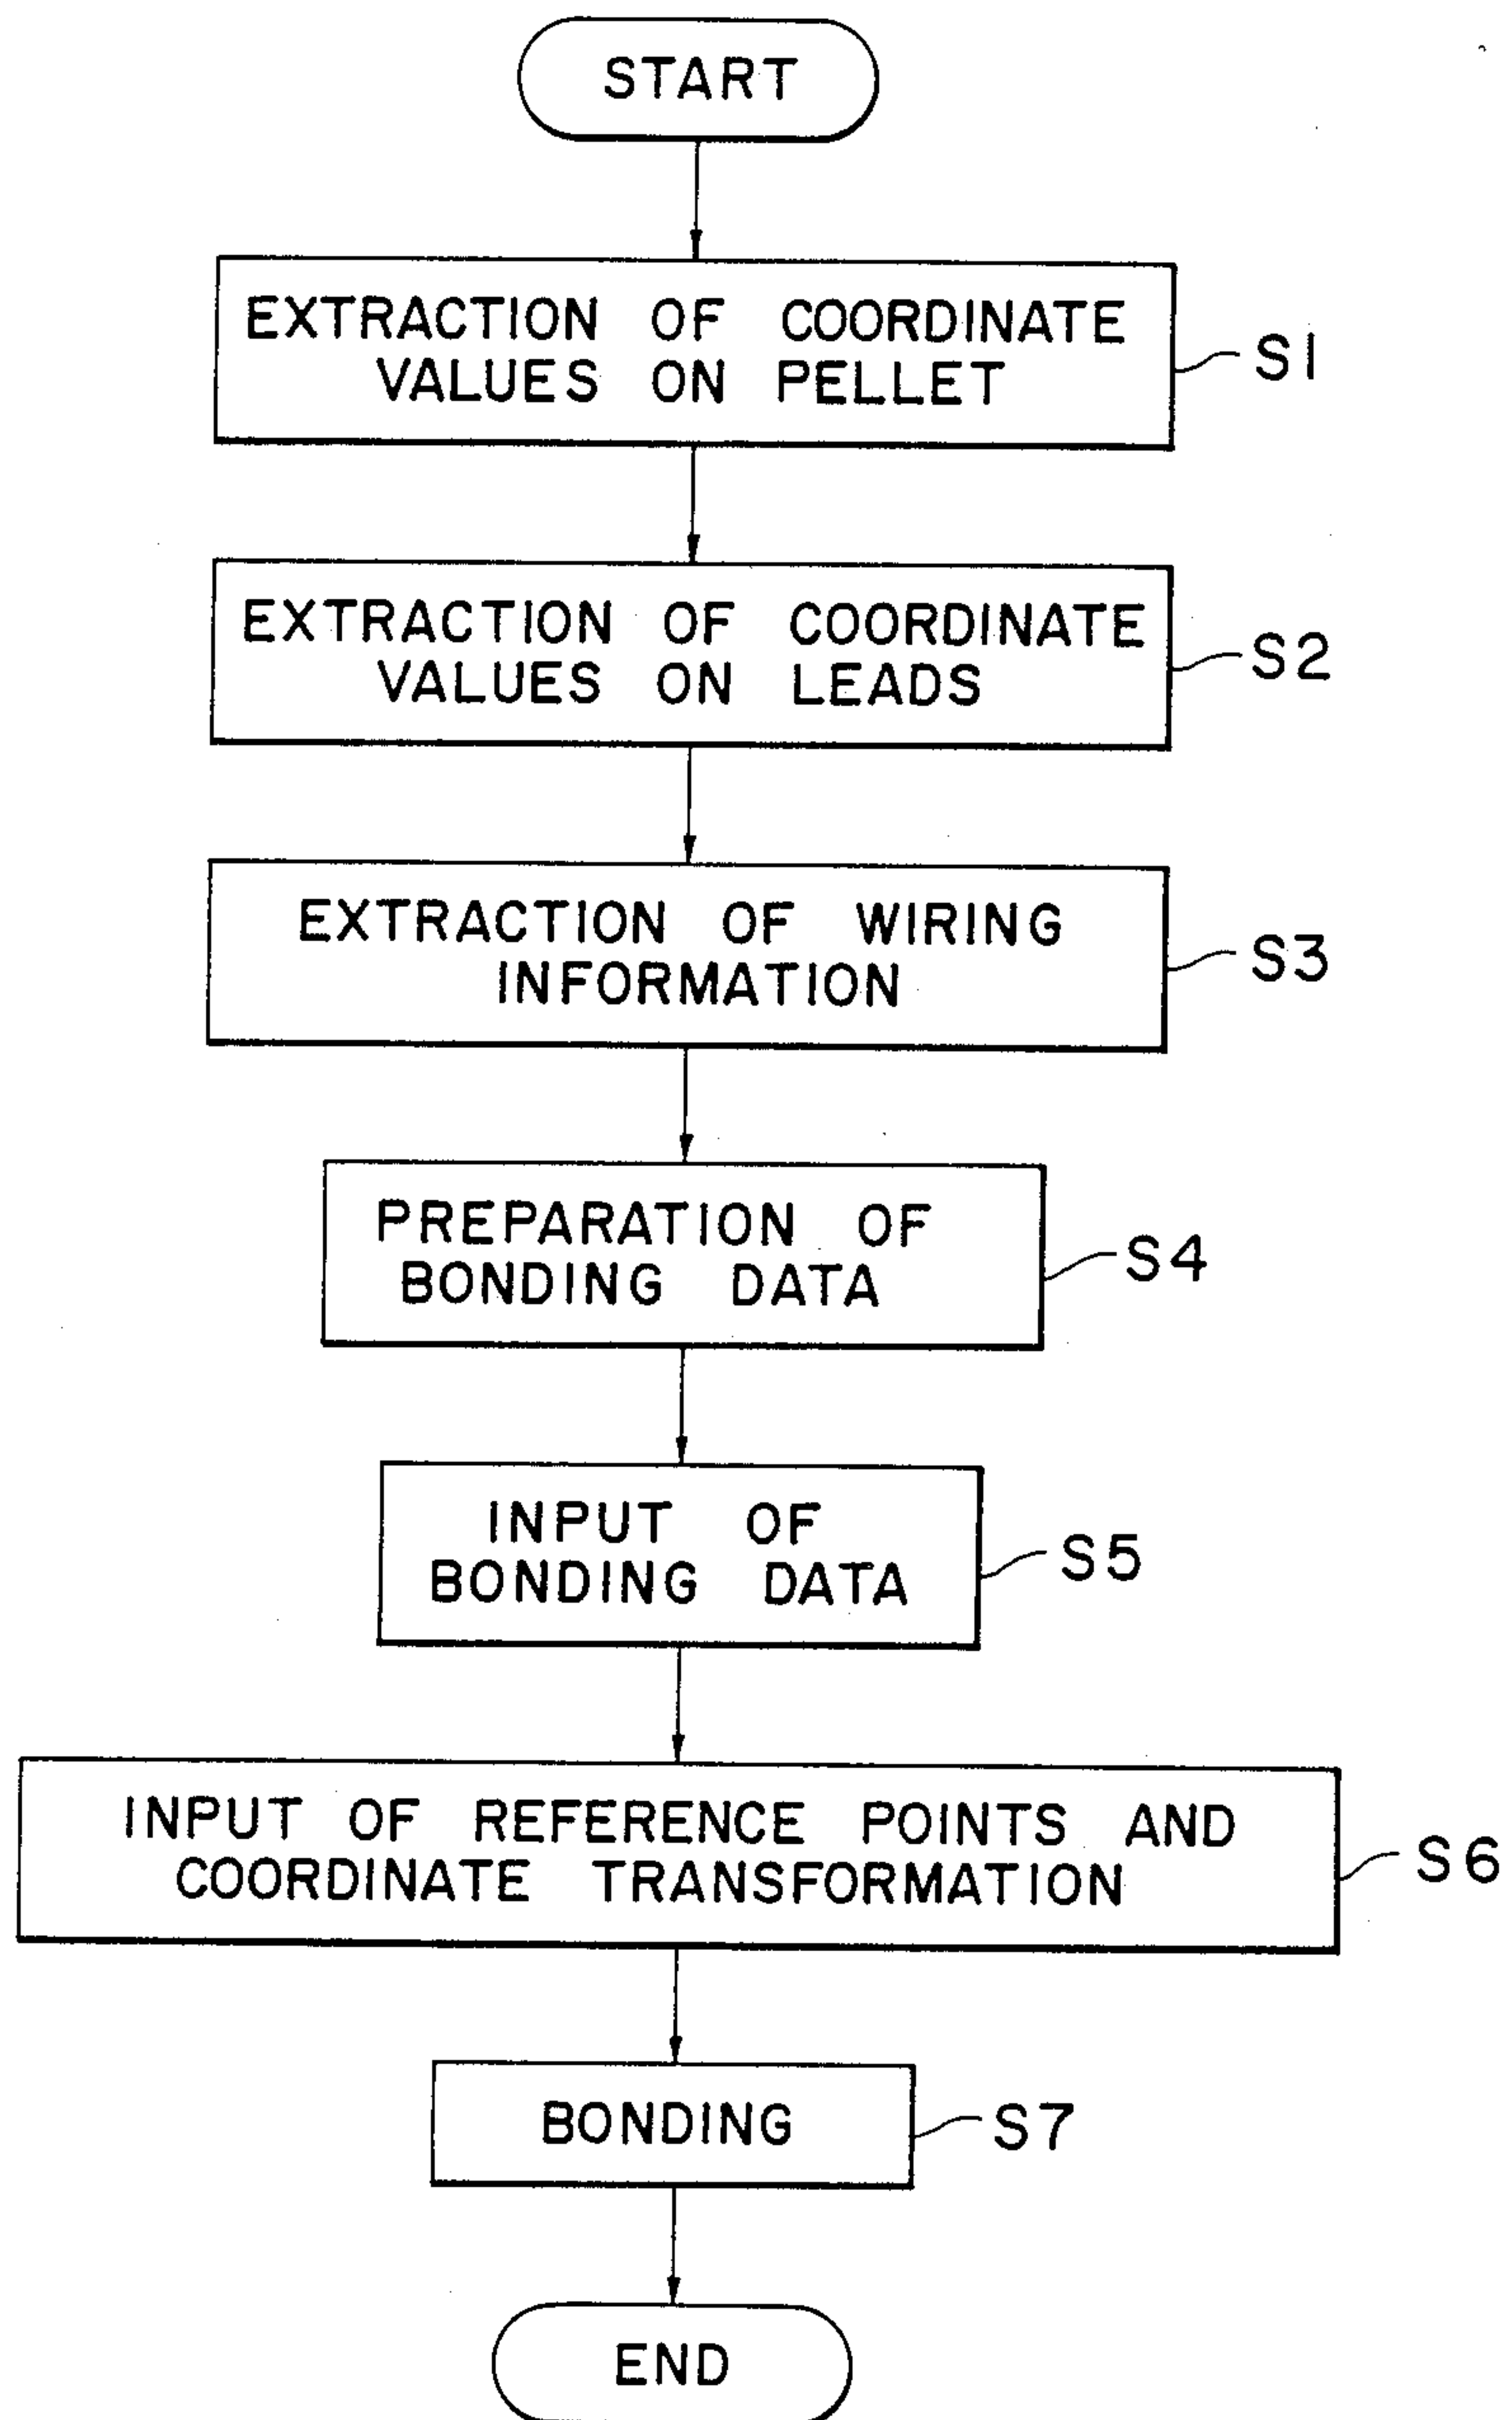 START
EXTRACTION OF COORDINATE
VALUES ON PELLET
S1
EXTRACTION OF COORDINATE
VALUES ON LEADS
S2
EXTRACTION OF WIRING
INFORMATION
S3
PREPARATION OF
BONDING DATA
S4
INPUT OF
BONDING DATA
S5
INPUT OF REFERENCE POINTS AND
COORDINATE TRANSFORMATION
S6
BONDING
S7
END